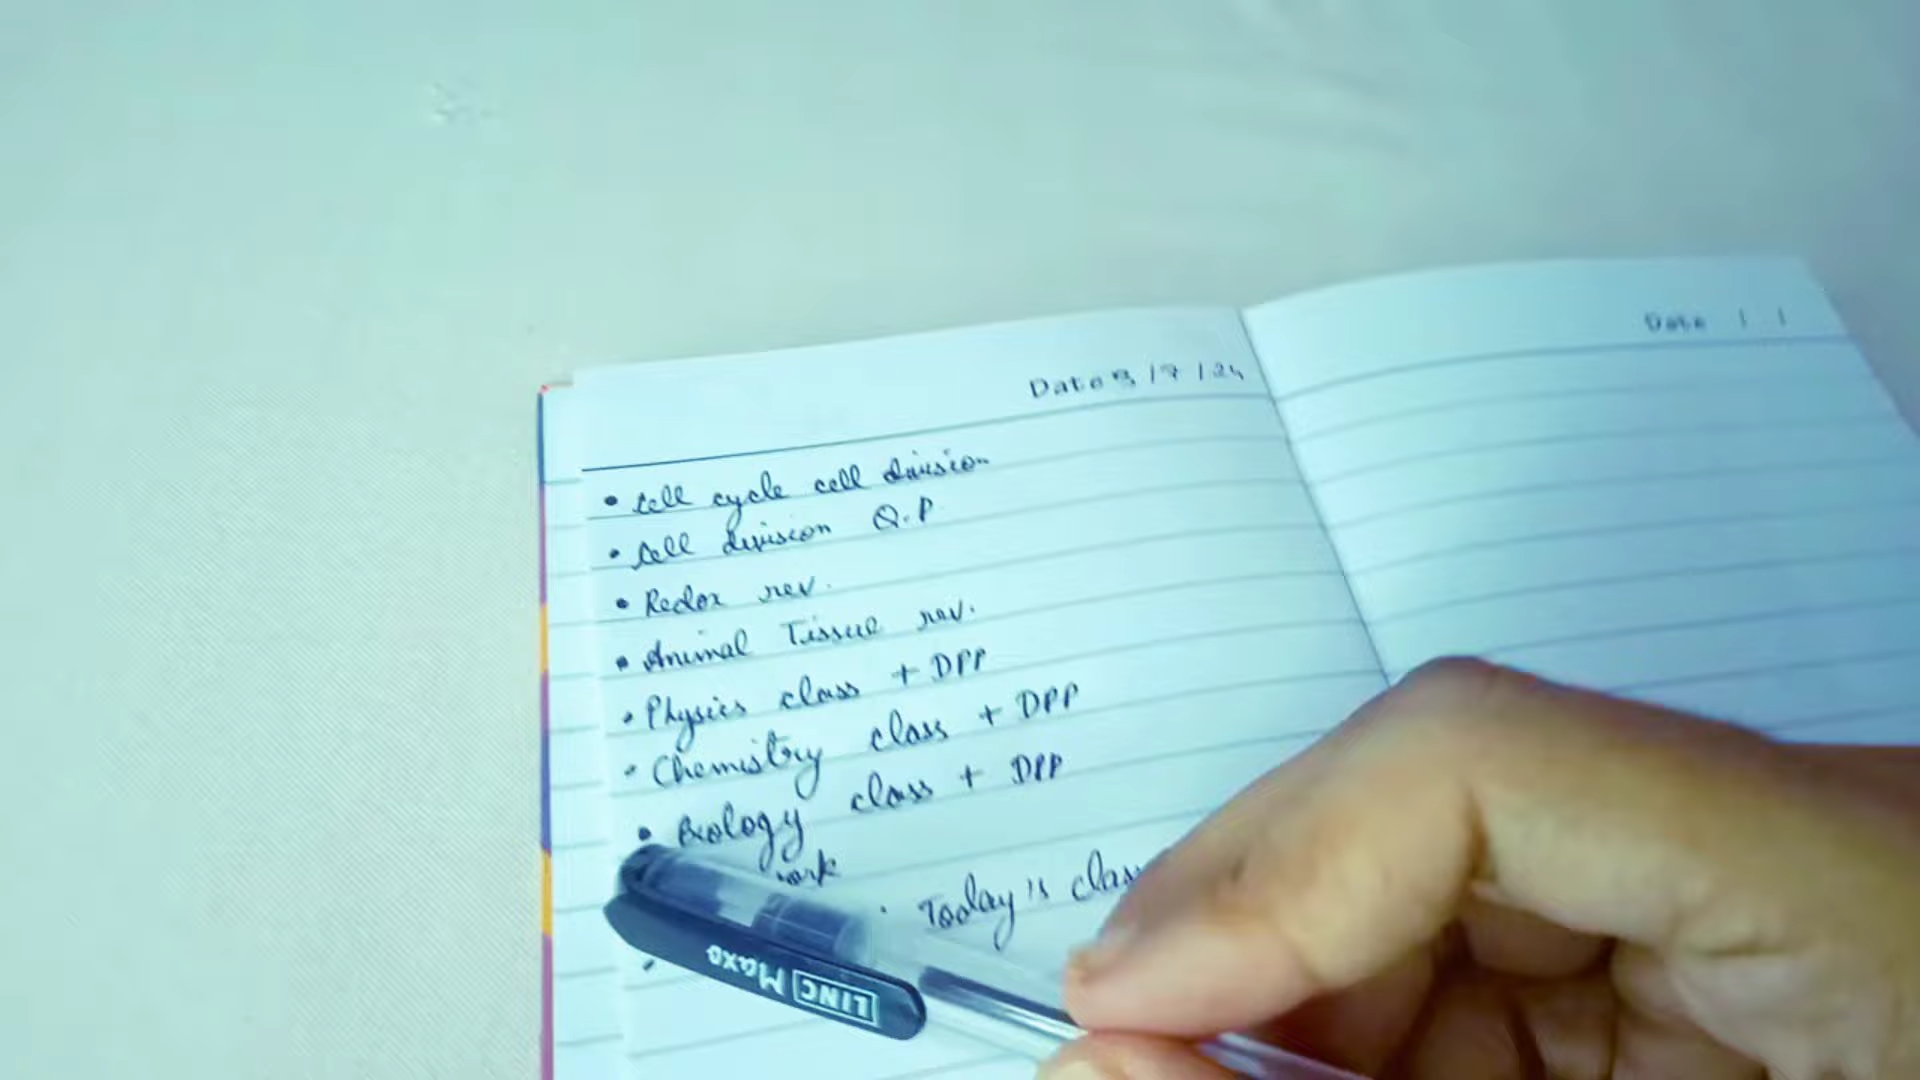 Date 3/7/24
• Cell cycle cell division
• Cell division Q.P
• Redox rev.
• Animal Tissue rev.
• Physics class + DPP
• Chemistry class + DPP
• Biology class + DPP
work
• Today's
LINC Maxo
Date / /